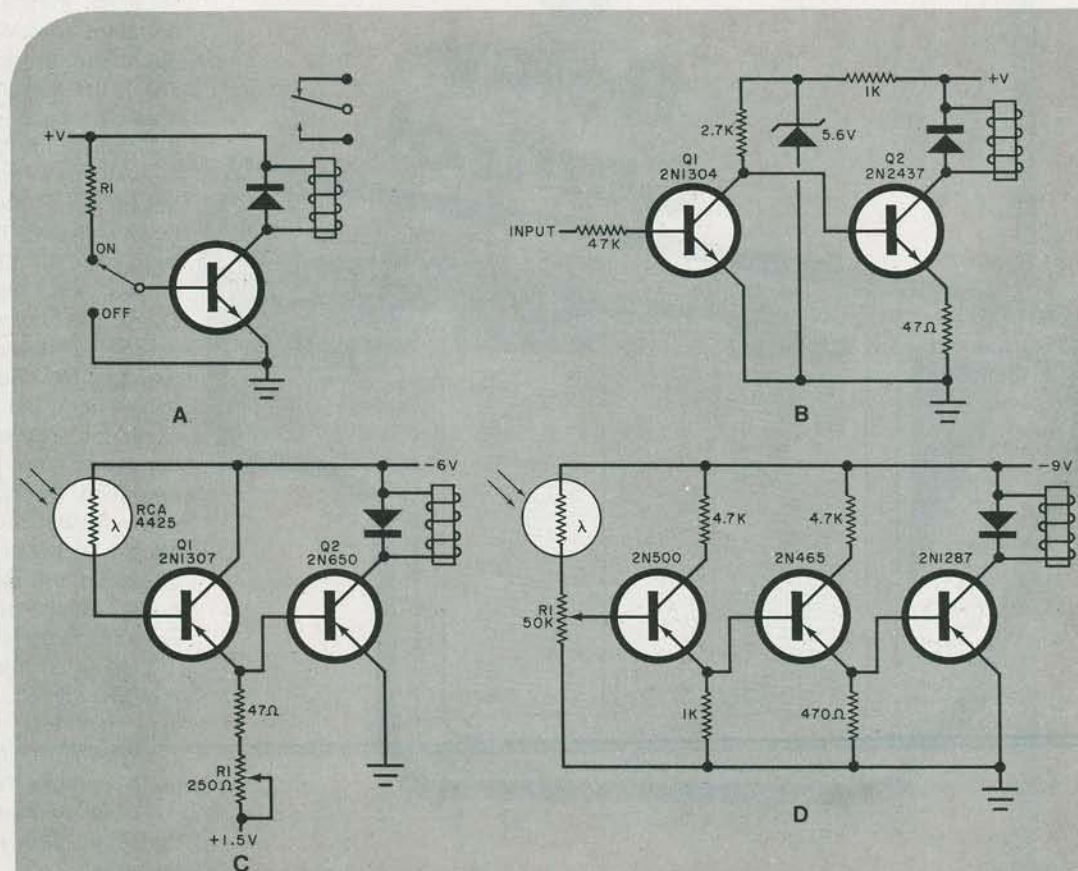 +V
R1
ON
OFF
A
+V
1K
2.7K
5.6V
Q1
2N1304
Q2
2N2437
INPUT
47K
47Ω
B
-6V
RCA
4425
λ
Q1
2N1307
Q2
2N650
47Ω
R1
250Ω
+1.5V
C
-9V
λ
4.7K
4.7K
2N500
2N465
2N1287
R1
50K
1K
470Ω
D